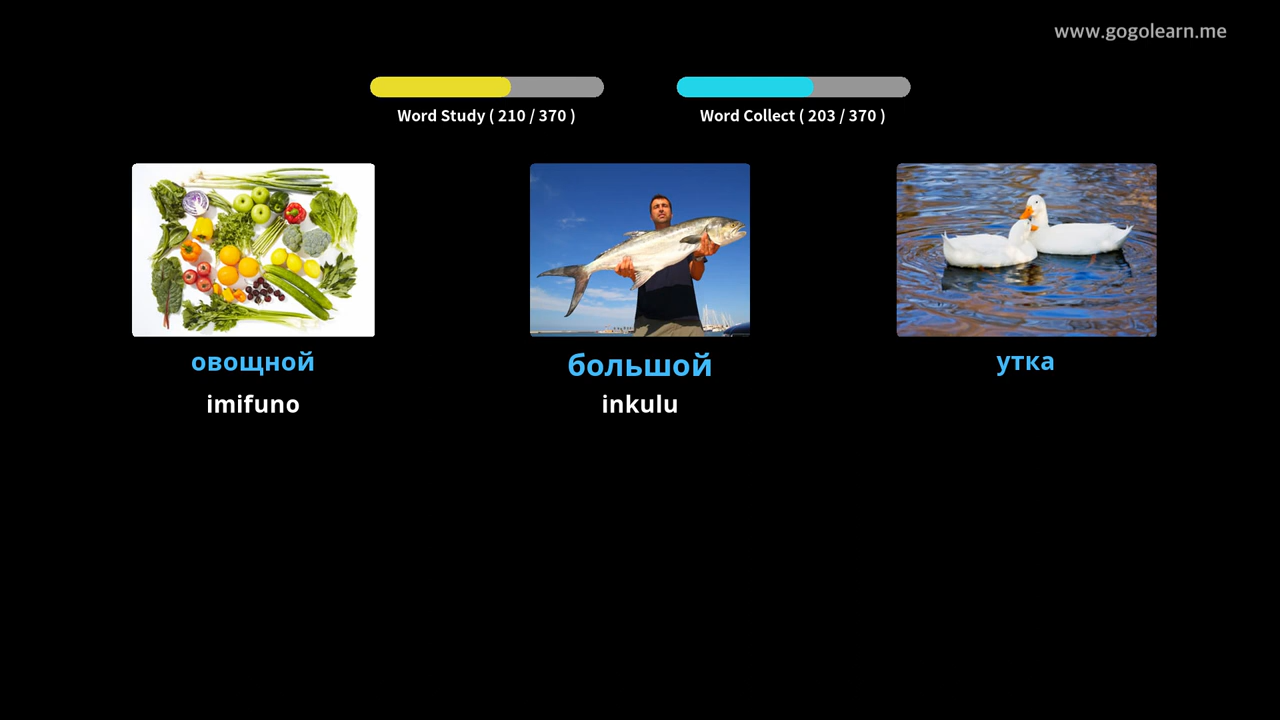 www.gogolearn.me
Word Study ( 210 / 370 )
Word Collect ( 203 / 370 )
овощной
большой
утка
imifuno
inkulu